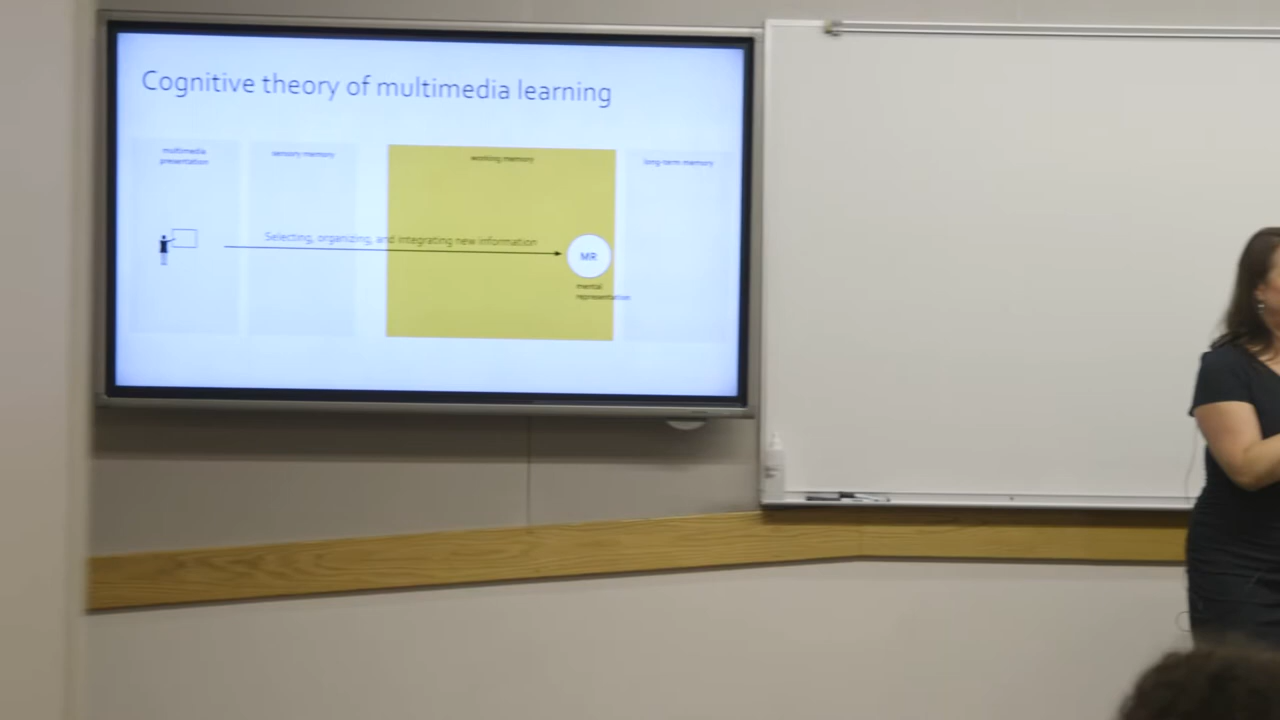 Cognitive theory of multimedia learning
multimedia
presentation
sensory memory
working memory
long-term memory
Selecting, organizing, and integrating new information
MR
mental
representation